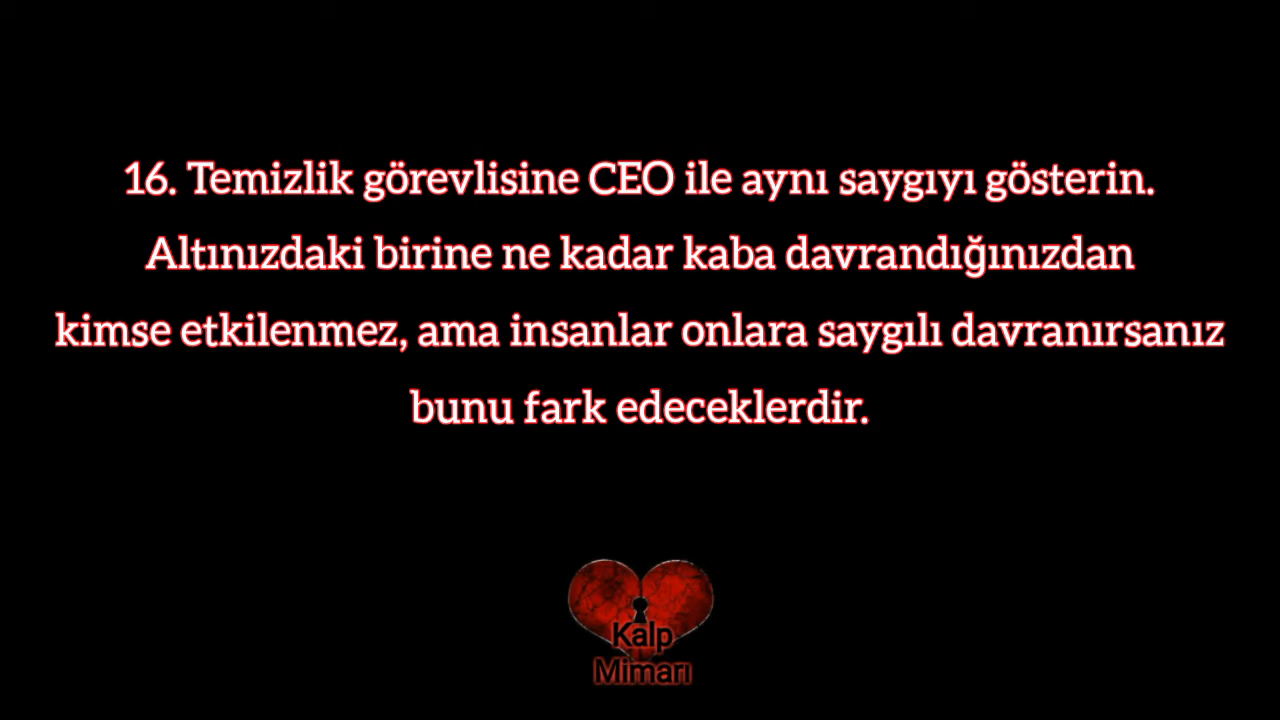 16. Temizlik görevlisine CEO ile aynı saygıyı gösterin.
Altınızdaki birine ne kadar kaba davrandığınızdan
kimse etkilenmez, ama insanlar onlara saygılı davranırsanız
bunu fark edeceklerdir.
Kalp
Mimarı